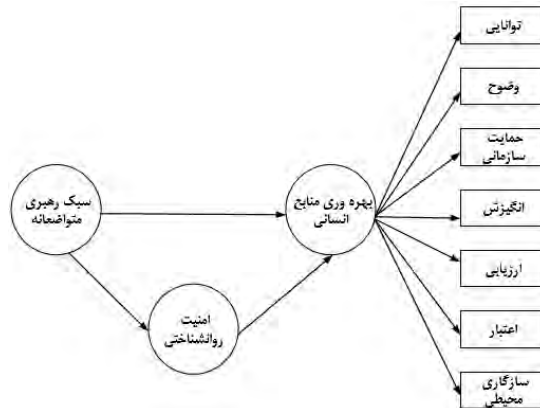 توانایی
وضوح
حمایت
سازمانی
انگیزش
ارزیابی
اعتبار
سازگاری
محیطی
بهره وری منابع
انسانی
سبک رهبری
متواضعانه
امنیت
روانشناختی